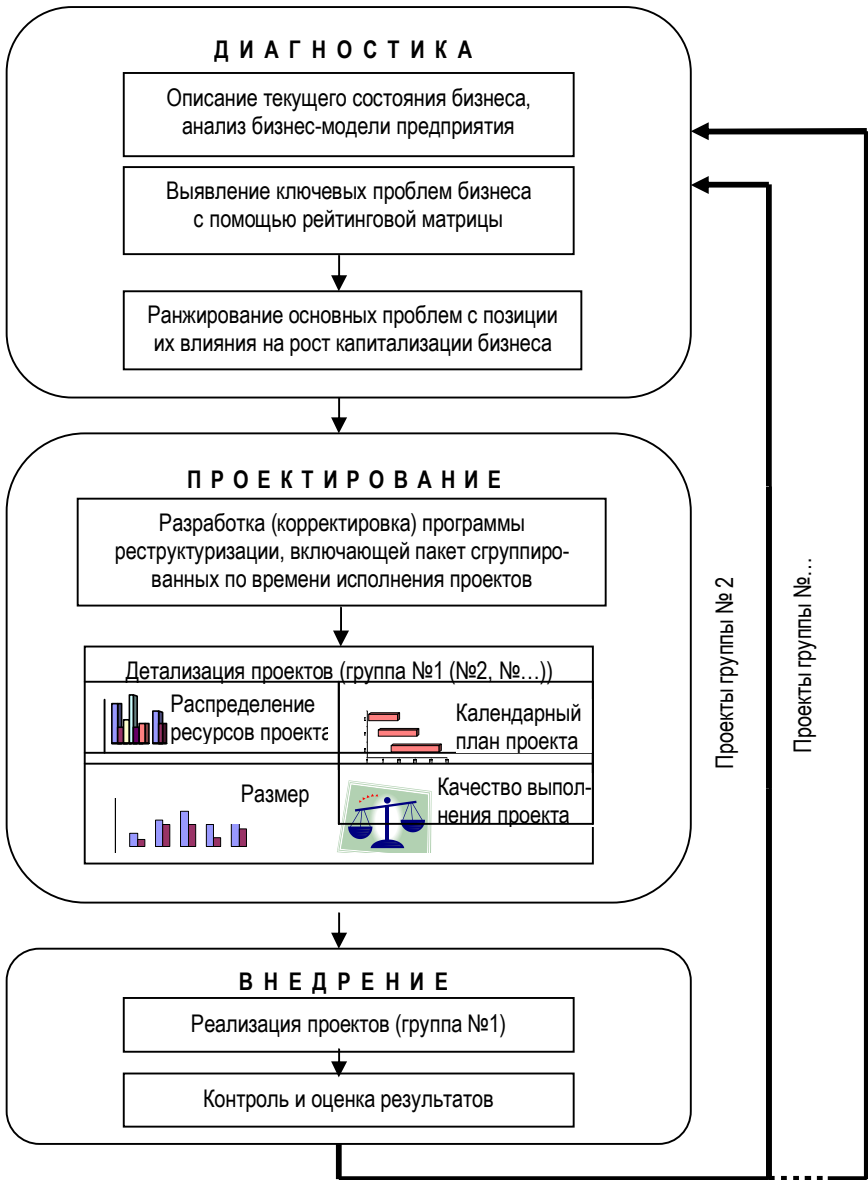 ДИАГНОСТИКА
Описание текущего состояния бизнеса,
анализ бизнес-модели предприятия
Выявление ключевых проблем бизнеса
с помощью рейтинговой матрицы
Ранжирование основных проблем с позиции
их влияния на рост капитализации бизнеса
ПРОЕКТИРОВАНИЕ
Разработка (корректировка) программы
реструктуризации, включающей пакет сгруппиро-
ванных по времени исполнения проектов
Детализация проектов (группа №1 (№2, №…))
Распределение
ресурсов проекта
Календарный
план проекта
Размер
Качество выпол-
нения проекта
ВНЕДРЕНИЕ
Реализация проектов (группа №1)
Контроль и оценка результатов
Проекты группы № 2
Проекты группы №…